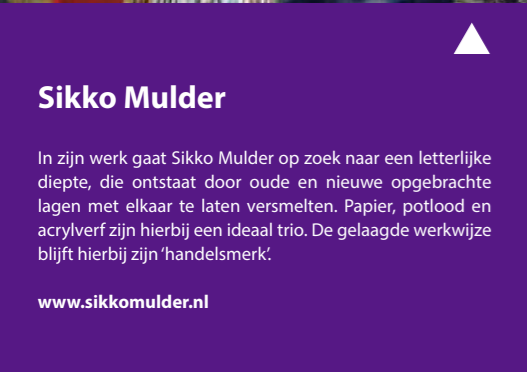 Sikko Mulder
In zijn werk gaat Sikko Mulder op zoek naar een letterlijke
diepte, die ontstaat door oude en nieuwe opgebrachte
lagen met elkaar te laten versmelten. Papier, potlood en
acrylverf zijn hierbij een ideaal trio. De gelaagde werkwijze
blijft hierbij zijn ‘handelsmerk’.
www.sikkomulder.nl